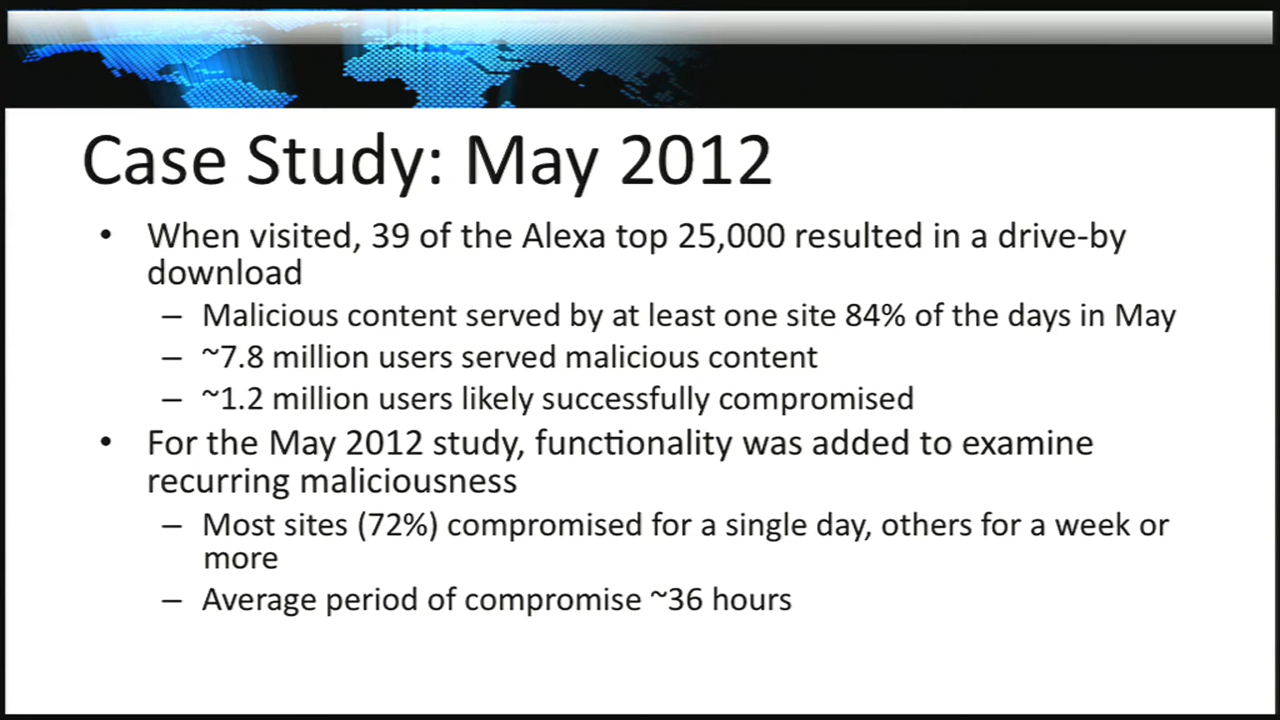 Case Study: May 2012
• When visited, 39 of the Alexa top 25,000 resulted in a drive-by
download
– Malicious content served by at least one site 84% of the days in May
– ~7.8 million users served malicious content
– ~1.2 million users likely successfully compromised
• For the May 2012 study, functionality was added to examine
recurring maliciousness
– Most sites (72%) compromised for a single day, others for a week or
more
– Average period of compromise ~36 hours